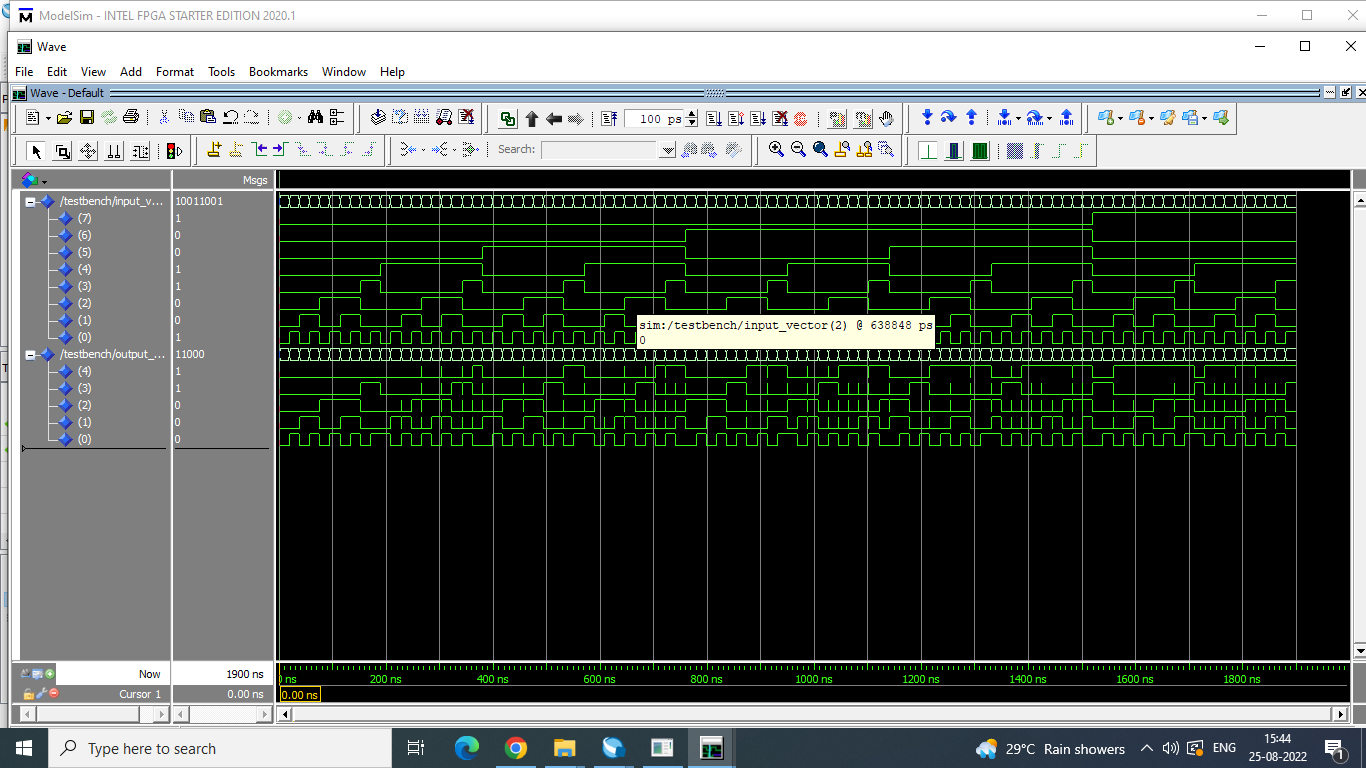 ModelSim - INTEL FPGA STARTER EDITION 2020.1
Wave
File Edit View Add Format Tools Bookmarks Window Help
Wave - Default
100 ps
Search:
Msgs
/testbench/input_v... 10011001
(7) 1
(6) 0
(5) 0
(4) 1
(3) 1
(2) 0
(1) 0
(0) 1
sim:/testbench/input_vector(2) @ 638848 ps
0
/testbench/output_... 11000
(4) 1
(3) 1
(2) 0
(1) 0
(0) 0
Now 1900 ns
ns 200 ns 400 ns 600 ns 800 ns 1000 ns 1200 ns 1400 ns 1600 ns 1800 ns
Cursor 1 0.00 ns
0.00 ns
Type here to search
29°C Rain showers
ENG
15:44
25-08-2022
1